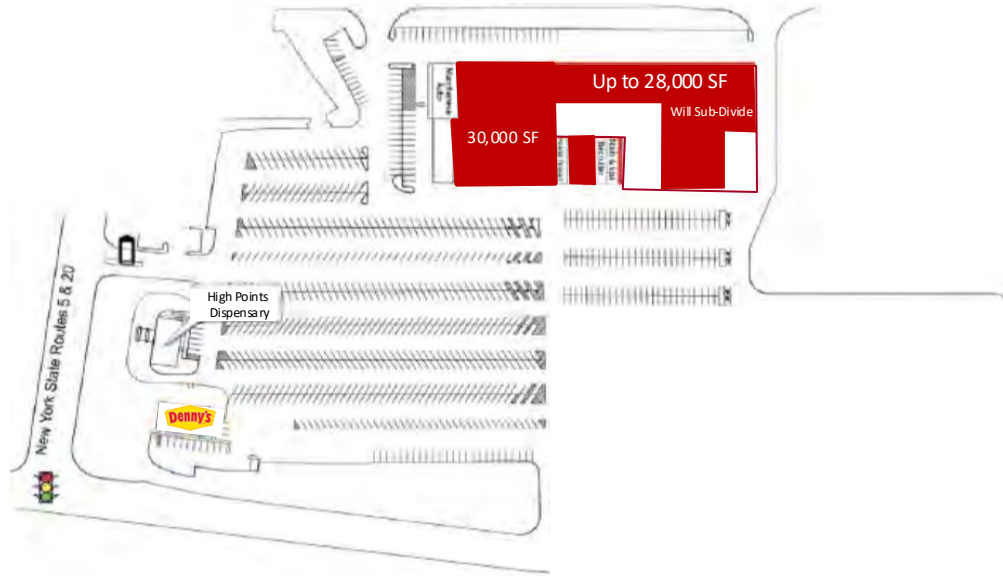 Up to 28,000 SF
Will Sub-Divide
30,000 SF
High Points
Dispensary
Denny's
New York State Routes 5 & 20